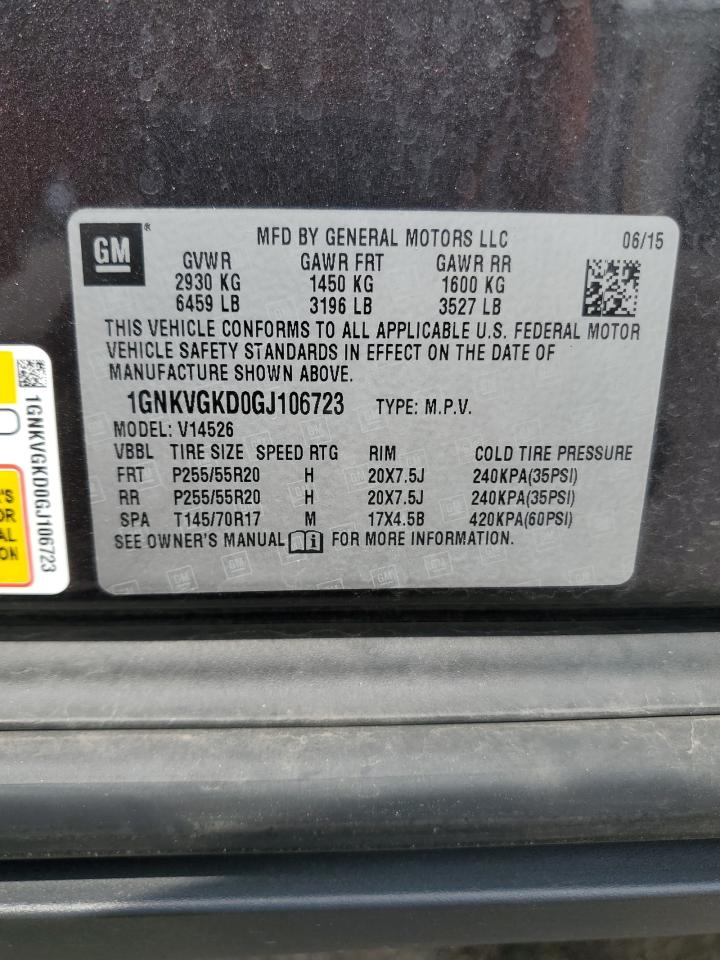 GM ®
MFD BY GENERAL MOTORS LLC 06/15
GVWR GAWR FRT GAWR RR
2930 KG 1450 KG 1600 KG
6459 LB 3196 LB 3527 LB
THIS VEHICLE CONFORMS TO ALL APPLICABLE U.S. FEDERAL MOTOR
VEHICLE SAFETY STANDARDS IN EFFECT ON THE DATE OF
MANUFACTURE SHOWN ABOVE.
1GNKVGKD0GJ106723 TYPE: M.P.V.
MODEL: V14526
VBBL TIRE SIZE SPEED RTG RIM COLD TIRE PRESSURE
FRT P255/55R20 H 20X7.5J 240KPA(35PSI)
RR P255/55R20 H 20X7.5J 240KPA(35PSI)
SPA T145/70R17 M 17X4.5B 420KPA(60PSI)
SEE OWNER'S MANUAL FOR MORE INFORMATION.
1GNKVGKD0GJ106723